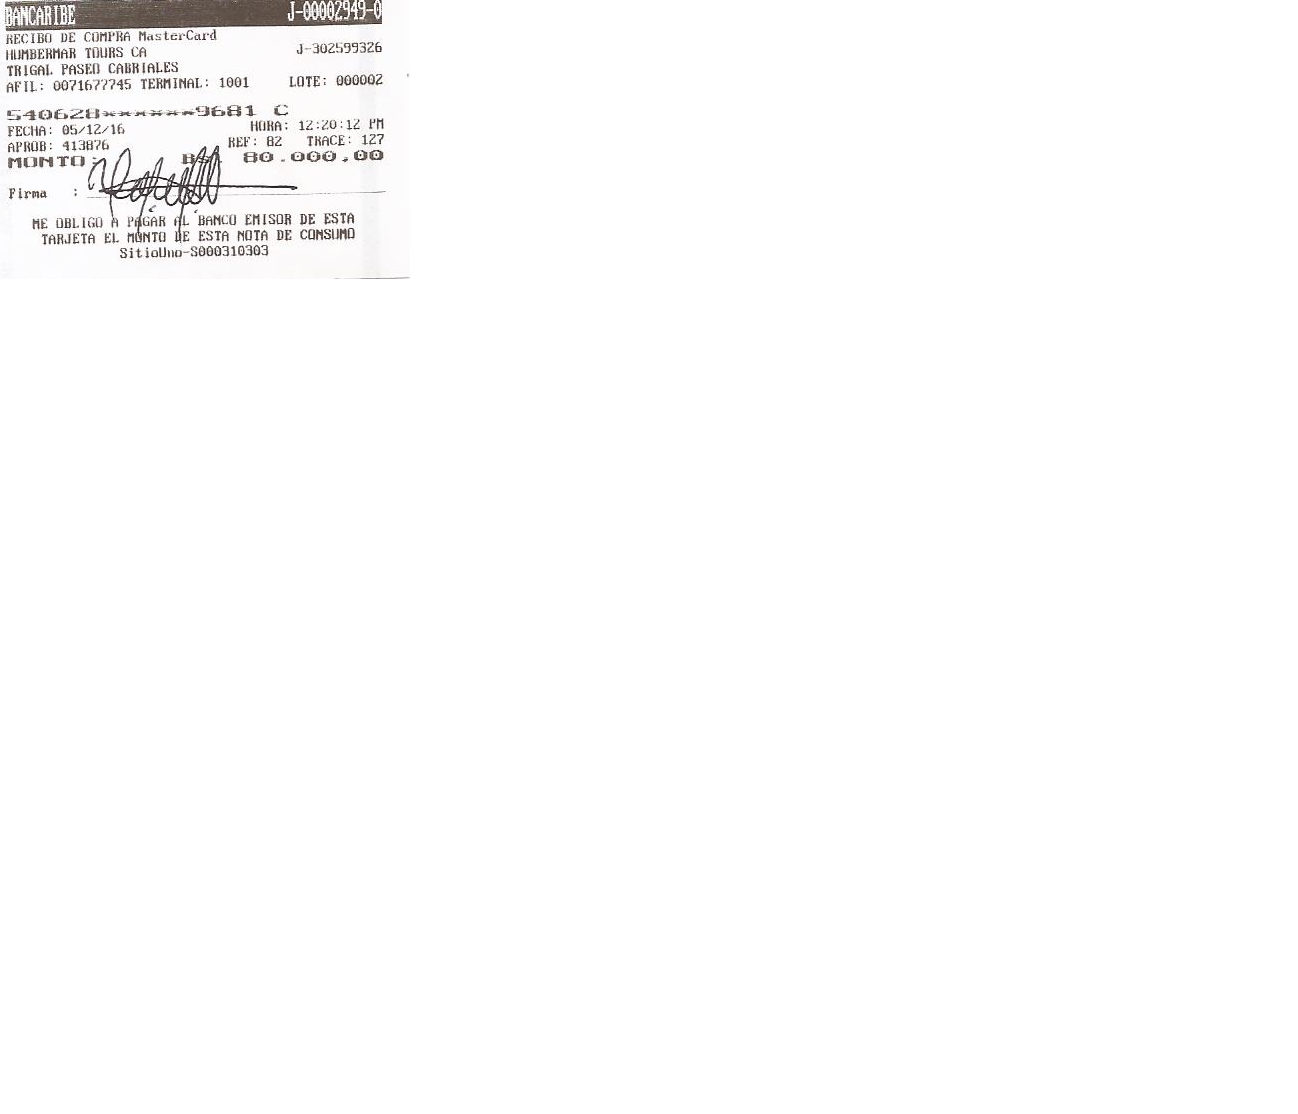 BANCARIBE J-00002949-0
RECIBO DE COMPRA MasterCard
HUMBERMAR TOURS CA J-302599326
TRIGAL PASEO CABRIALES
AFIL: 0071677745 TERMINAL: 1001 LOTE: 000002
540628******9681 C
FECHA: 05/12/16 HORA: 12:20:12 PM
APROB: 413876 REF: 82 TRACE: 127
MONTO: BS. 80.000,00
Firma :
ME OBLIGO A PAGAR AL BANCO EMISOR DE ESTA
TARJETA EL MONTO DE ESTA NOTA DE CONSUMO
SitioUno-S000310303